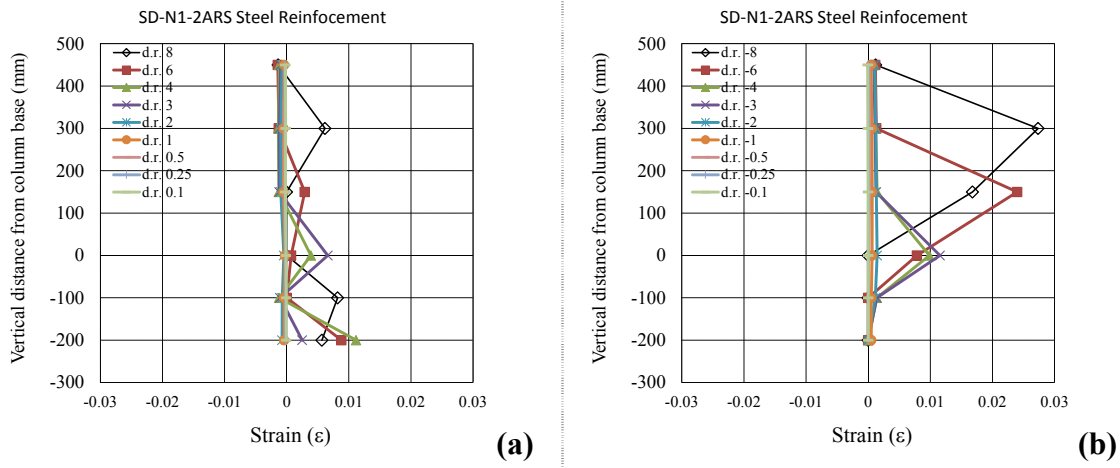 SD-N1-2ARS Steel Reinfocement
Vertical distance from column base (mm)
500
400
300
200
100
0
-100
-200
-300
d.r. 8
d.r. 6
d.r. 4
d.r. 3
d.r. 2
d.r. 1
d.r. 0.5
d.r. 0.25
d.r. 0.1
-0.03
-0.02
-0.01
0
0.01
0.02
0.03
Strain (ε)
(a)
SD-N1-2ARS Steel Reinfocement
Vertical distance from column base (mm)
500
400
300
200
100
0
-100
-200
-300
d.r. -8
d.r. -6
d.r. -4
d.r. -3
d.r. -2
d.r. -1
d.r. -0.5
d.r. -0.25
d.r. -0.1
-0.03
-0.02
-0.01
0
0.01
0.02
0.03
Strain (ε)
(b)